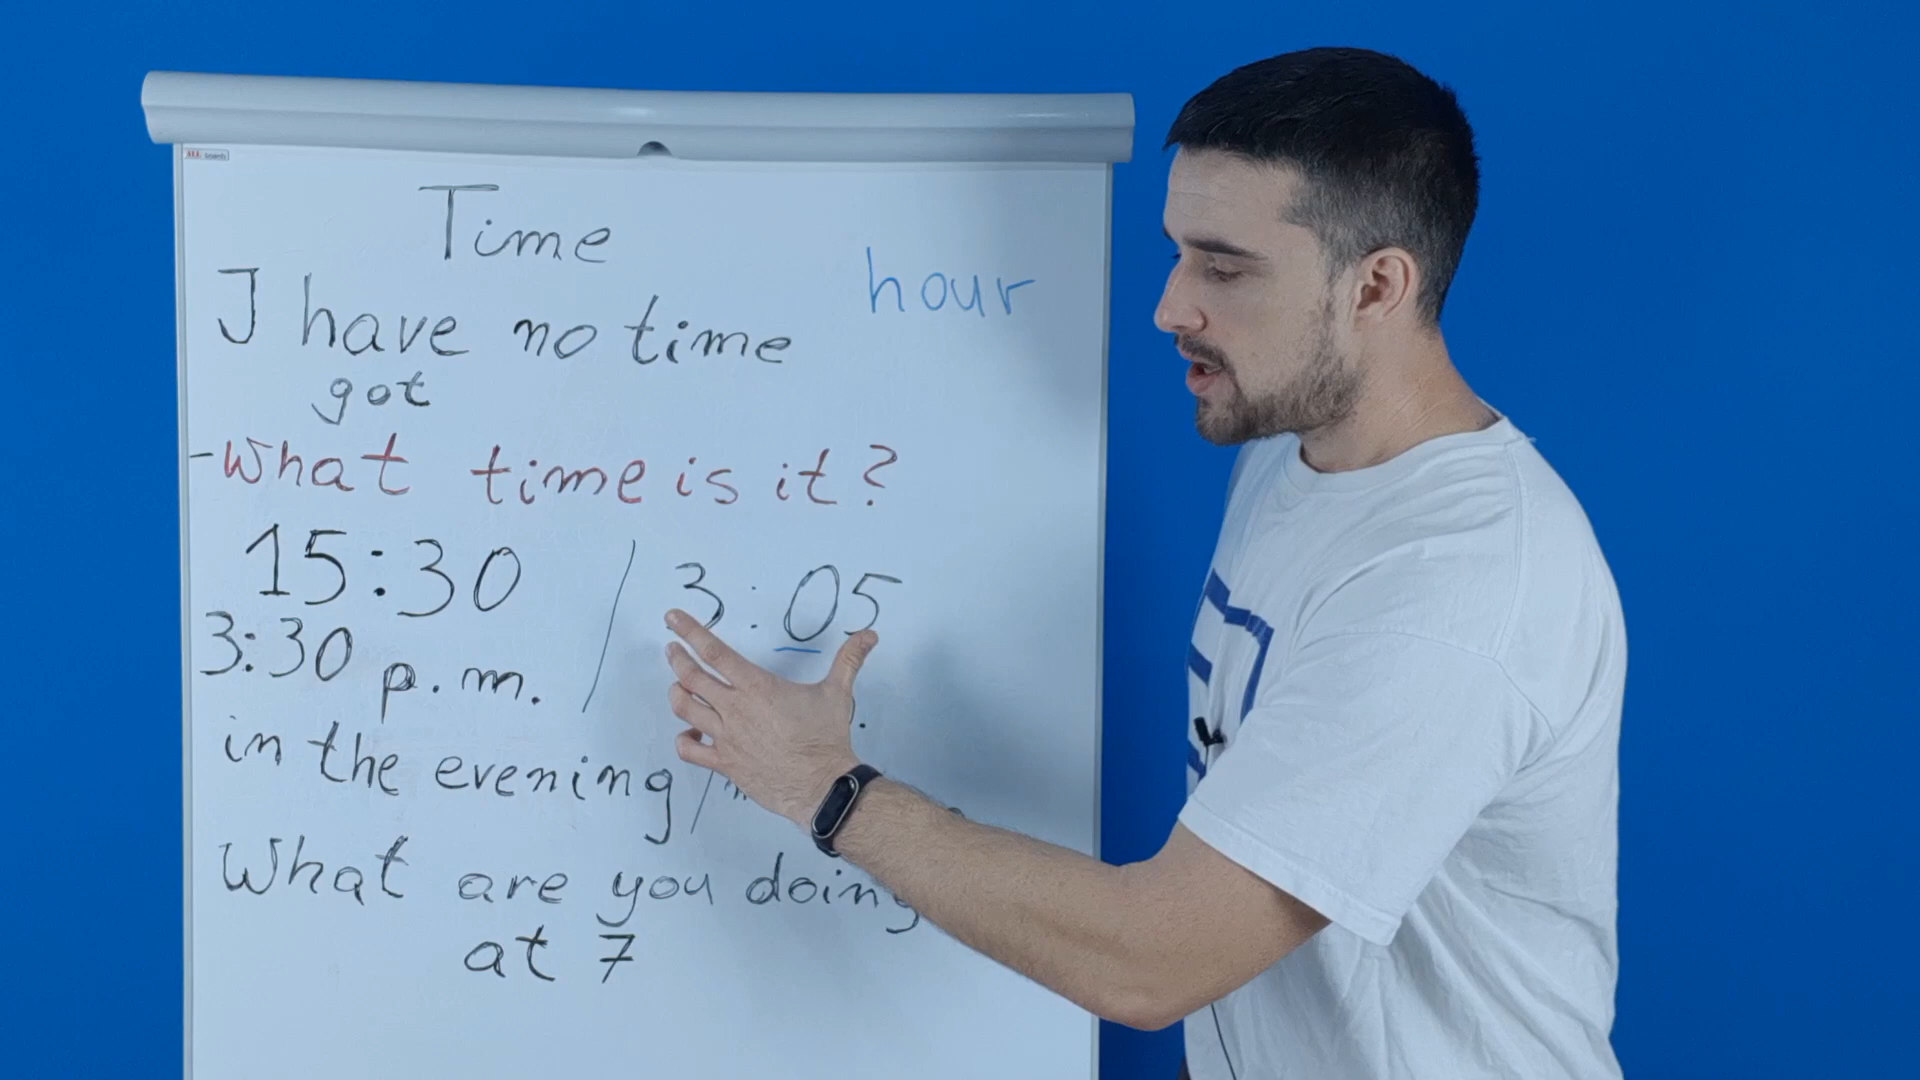 Time
hour
I have no time
got
-What time is it?
15:30 / 3:05
3:30 p.m.
in the evening /
What are you doing
at 7